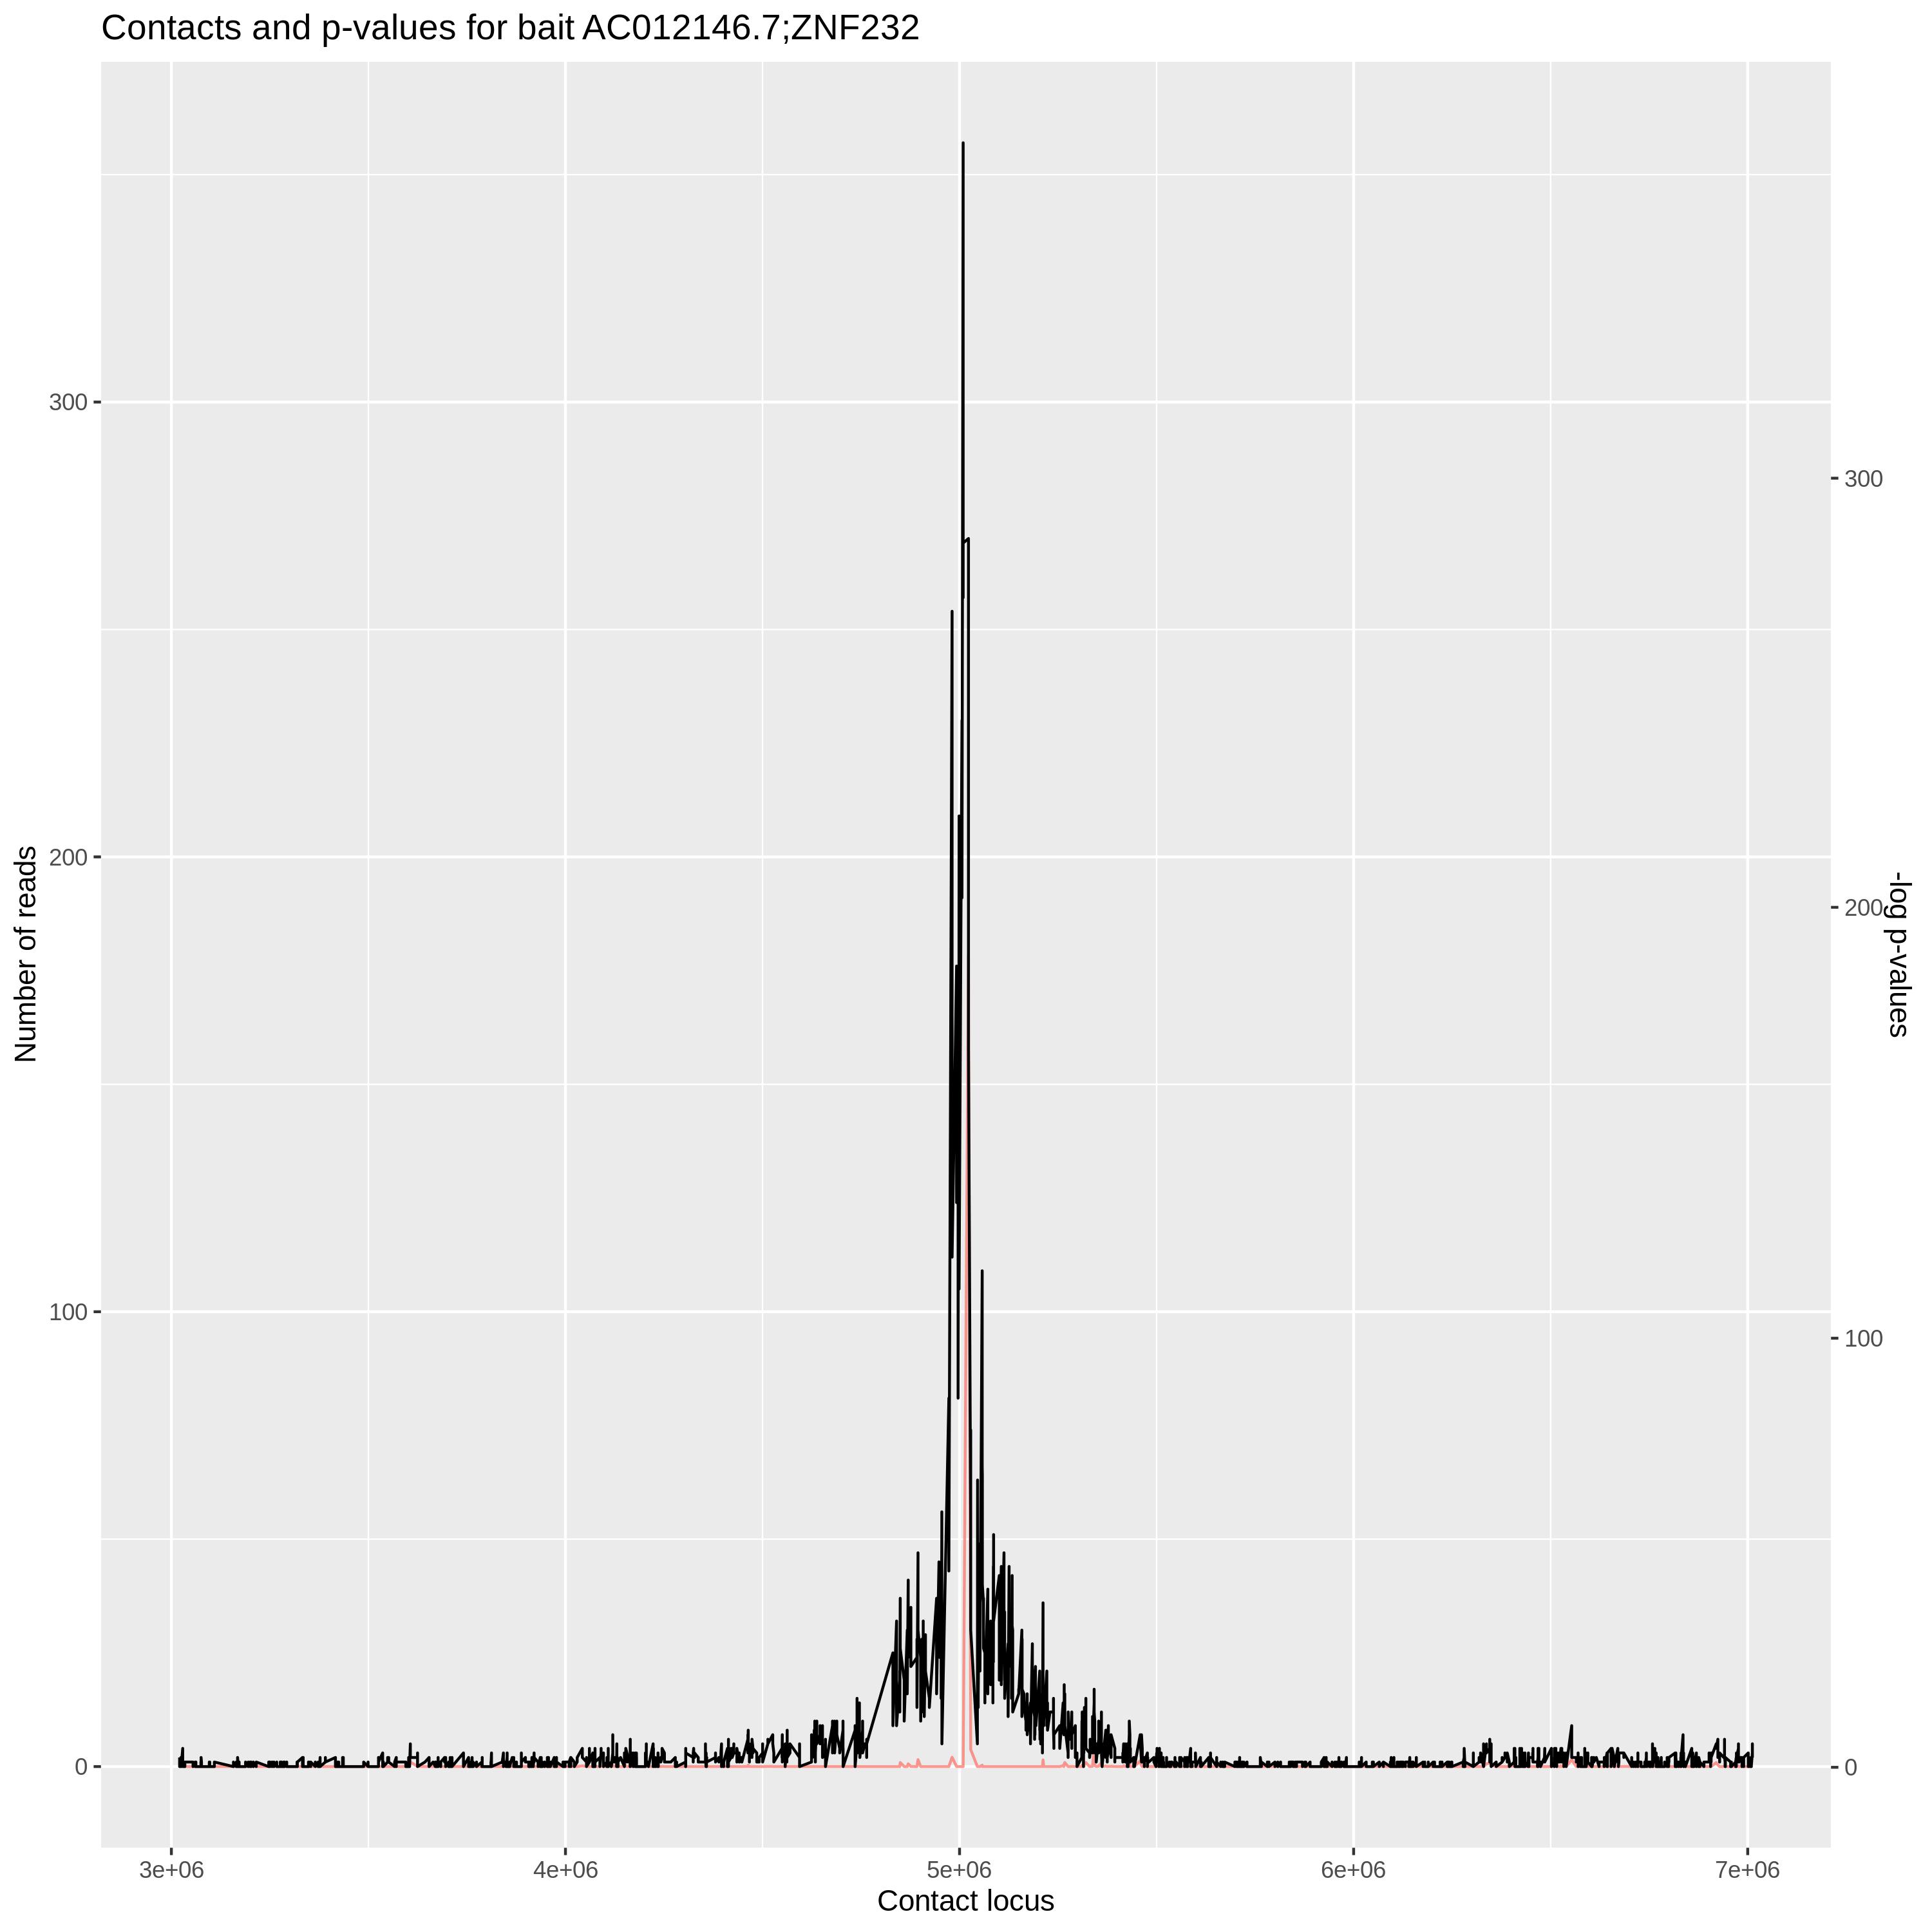 Contacts and p-values for bait AC012146.7;ZNF232
300
200
100
0
Number of reads
300
200
100
0
-log p-values
3e+06
4e+06
5e+06
6e+06
7e+06
Contact locus